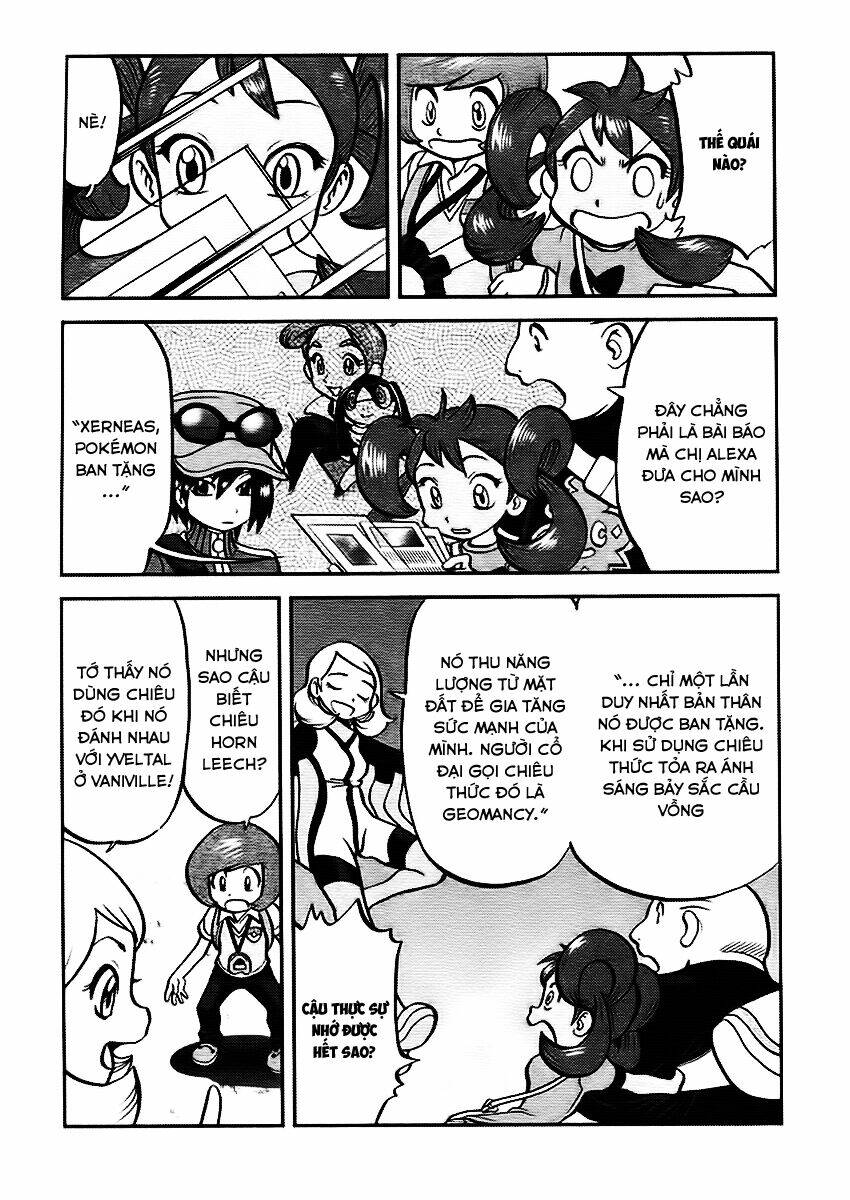 THẾ QUÁI
NÀO?
NÈ!
ĐÂY CHẲNG
PHẢI LÀ BÀI BÁO
MÀ CHỊ ALEXA
ĐƯA CHO MÌNH
SAO?
"XERNEAS,
POKÉMON
BAN TẶNG
..."
"... CHỈ MỘT LẦN
DUY NHẤT BẢN THÂN
NÓ ĐƯỢC BAN TẶNG.
KHI SỬ DỤNG CHIÊU
THỨC TỎA RA ÁNH
SÁNG BẢY SẮC CẦU
VỒNG
NÓ THU NĂNG
LƯỢNG TỪ MẶT
ĐẤT ĐỂ GIA TĂNG
SỨC MẠNH CỦA
MÌNH. NGƯỜI CỔ
ĐẠI GỌI CHIÊU
THỨC ĐÓ LÀ
GEOMANCY."
CẬU THỰC SỰ
NHỚ ĐƯỢC
HẾT SAO?
NHƯNG
SAO CẬU
BIẾT
CHIÊU
HORN
LEECH?
TỚ THẤY NÓ
DÙNG CHIÊU
ĐÓ KHI NÓ
ĐÁNH NHAU
VỚI YVELTAL
Ở VANIVILLE!